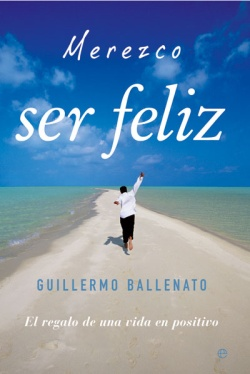 Merezco
ser feliz
GUILLERMO BALLENATO
El regalo de una vida en positivo